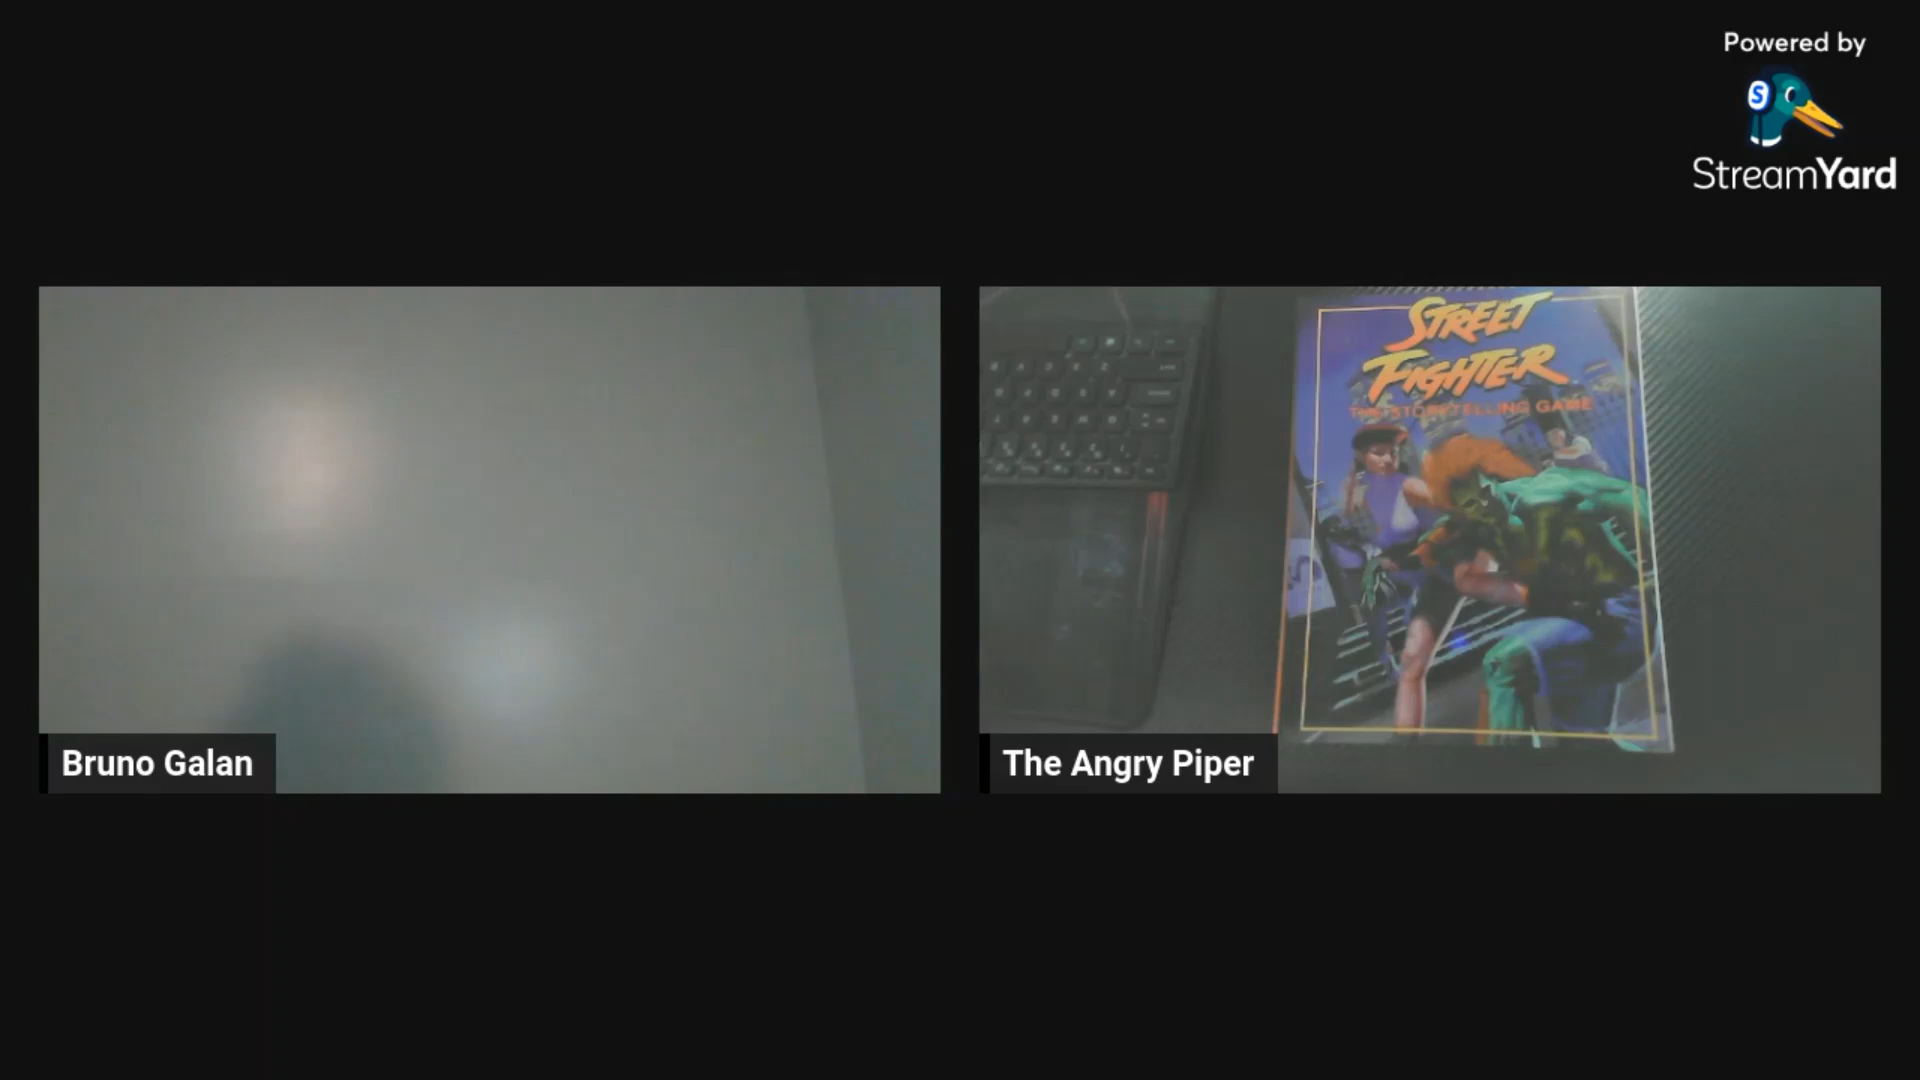 Powered by
S
StreamYard
STREET
FIGHTER
THE STORYTELLING GAME
Bruno Galan
The Angry Piper